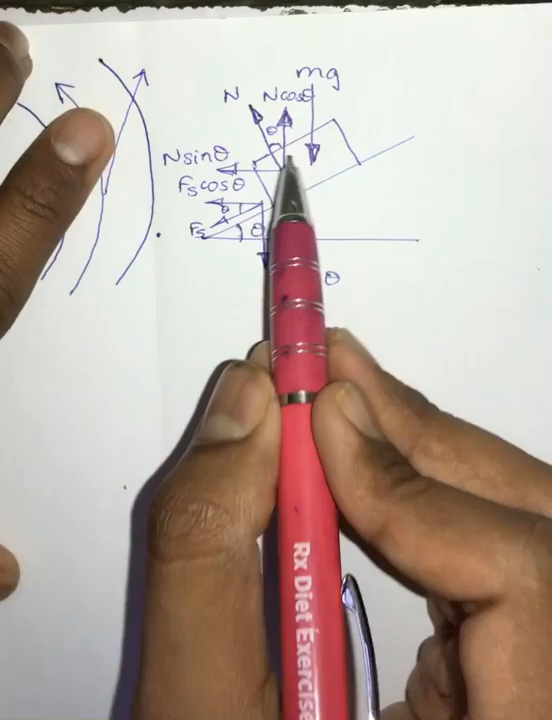 mg
N Ncosθ
θ
Nsinθ
Fscosθ
θ
Fs θ
θ
Rx Diet Exercise